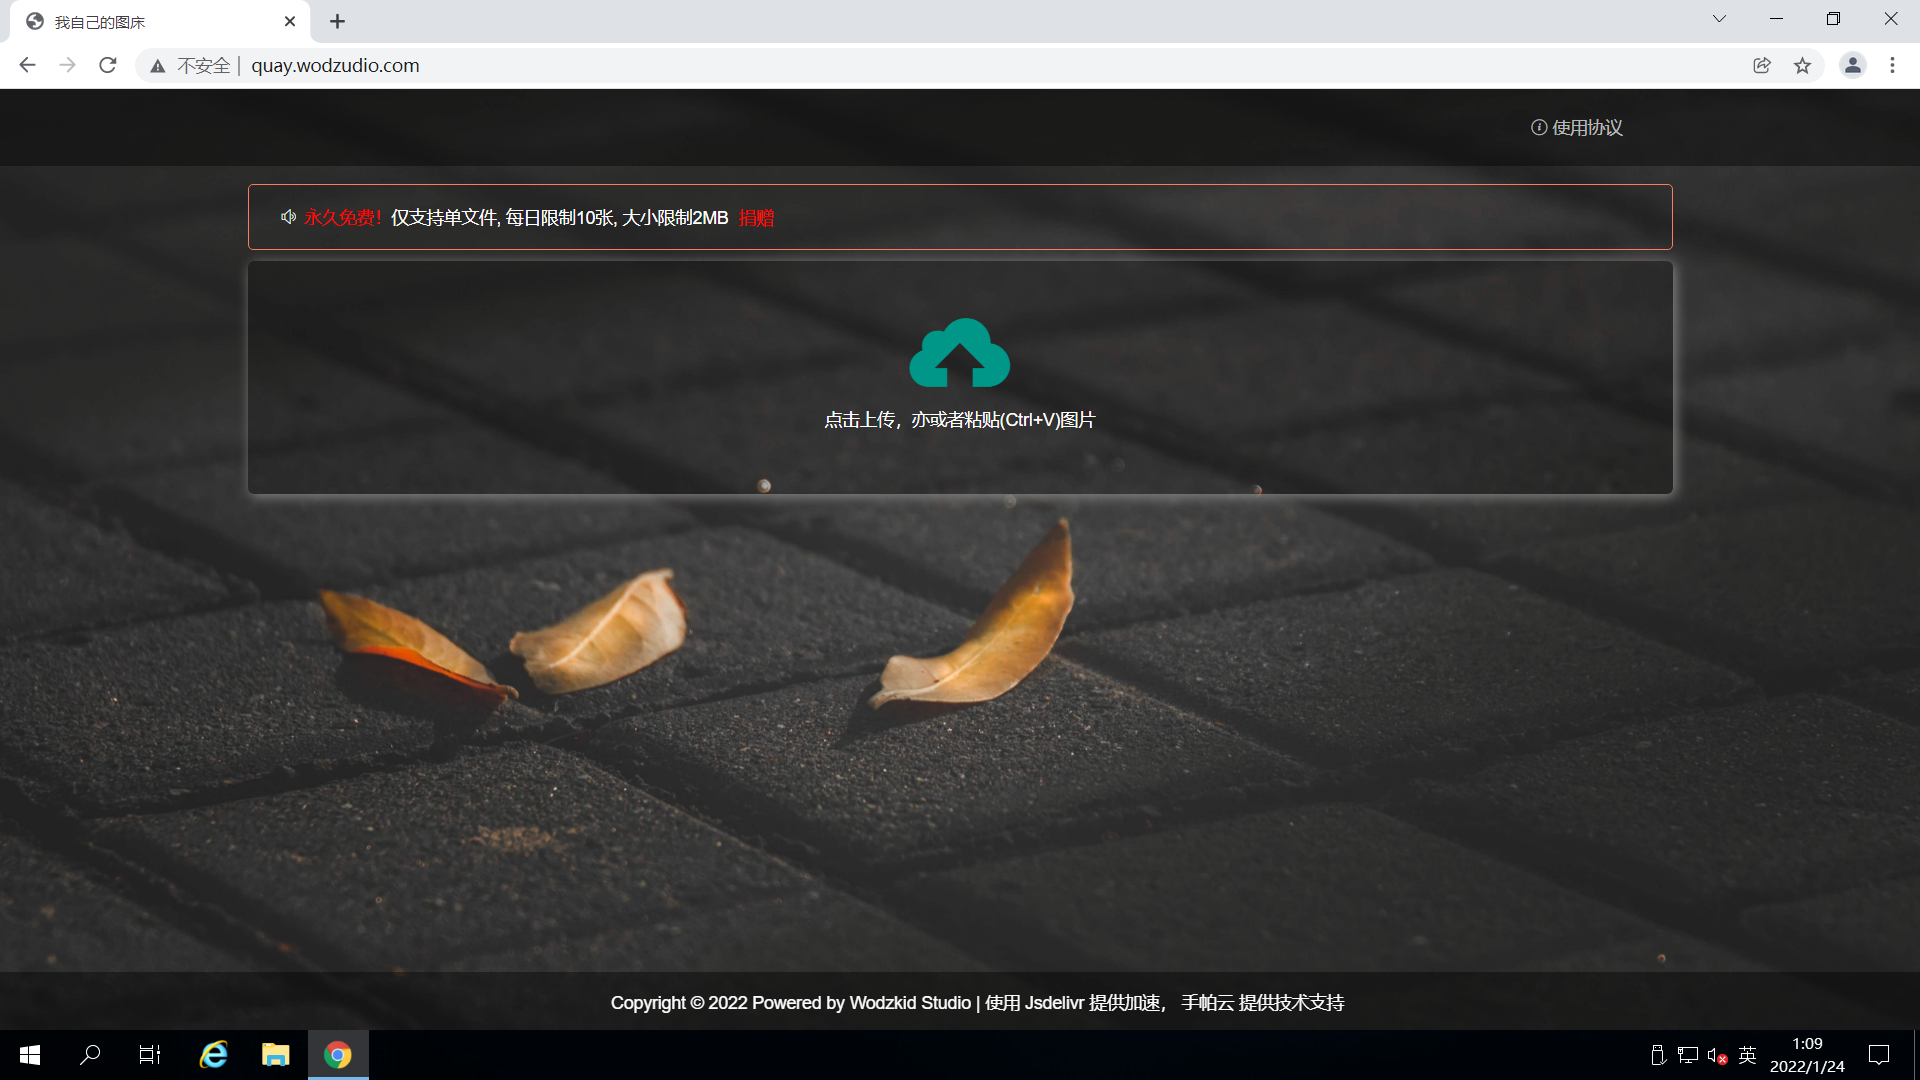 我自己的图床
不安全 | quay.wodzudio.com
使用协议
永久免费！仅支持单文件, 每日限制10张, 大小限制2MB 捐赠
点击上传，亦或者粘贴(Ctrl+V)图片
Copyright © 2022 Powered by Wodzkid Studio | 使用 Jsdelivr 提供加速， 手帕云 提供技术支持
英
1:09
2022/1/24